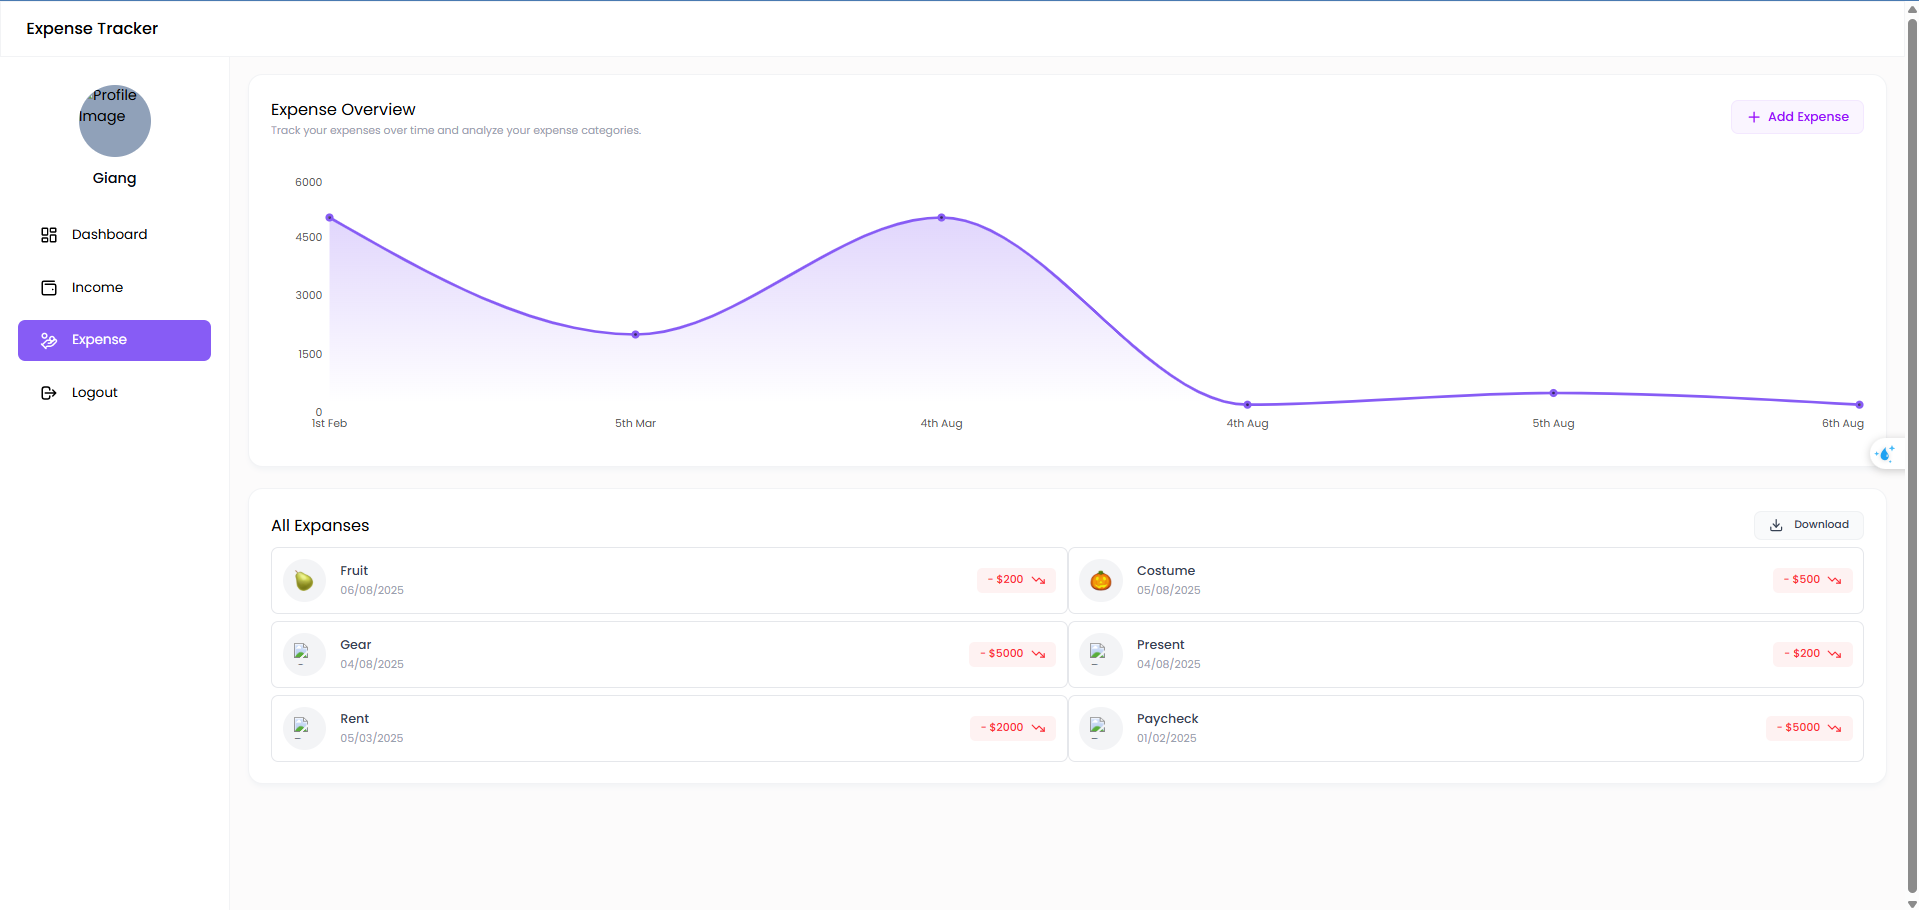 Expense Tracker
Profile
Image
Giang
Dashboard
Income
Expense
Logout
Expense Overview
Track your expenses over time and analyze your expense categories.
Add Expense
6000
4500
3000
1500
0
1st Feb
5th Mar
4th Aug
4th Aug
5th Aug
6th Aug
All Expanses
Download
Fruit
06/08/2025
- $200
Costume
05/08/2025
- $500
Gear
04/08/2025
- $5000
Present
04/08/2025
- $200
Rent
05/03/2025
- $2000
Paycheck
01/02/2025
- $5000